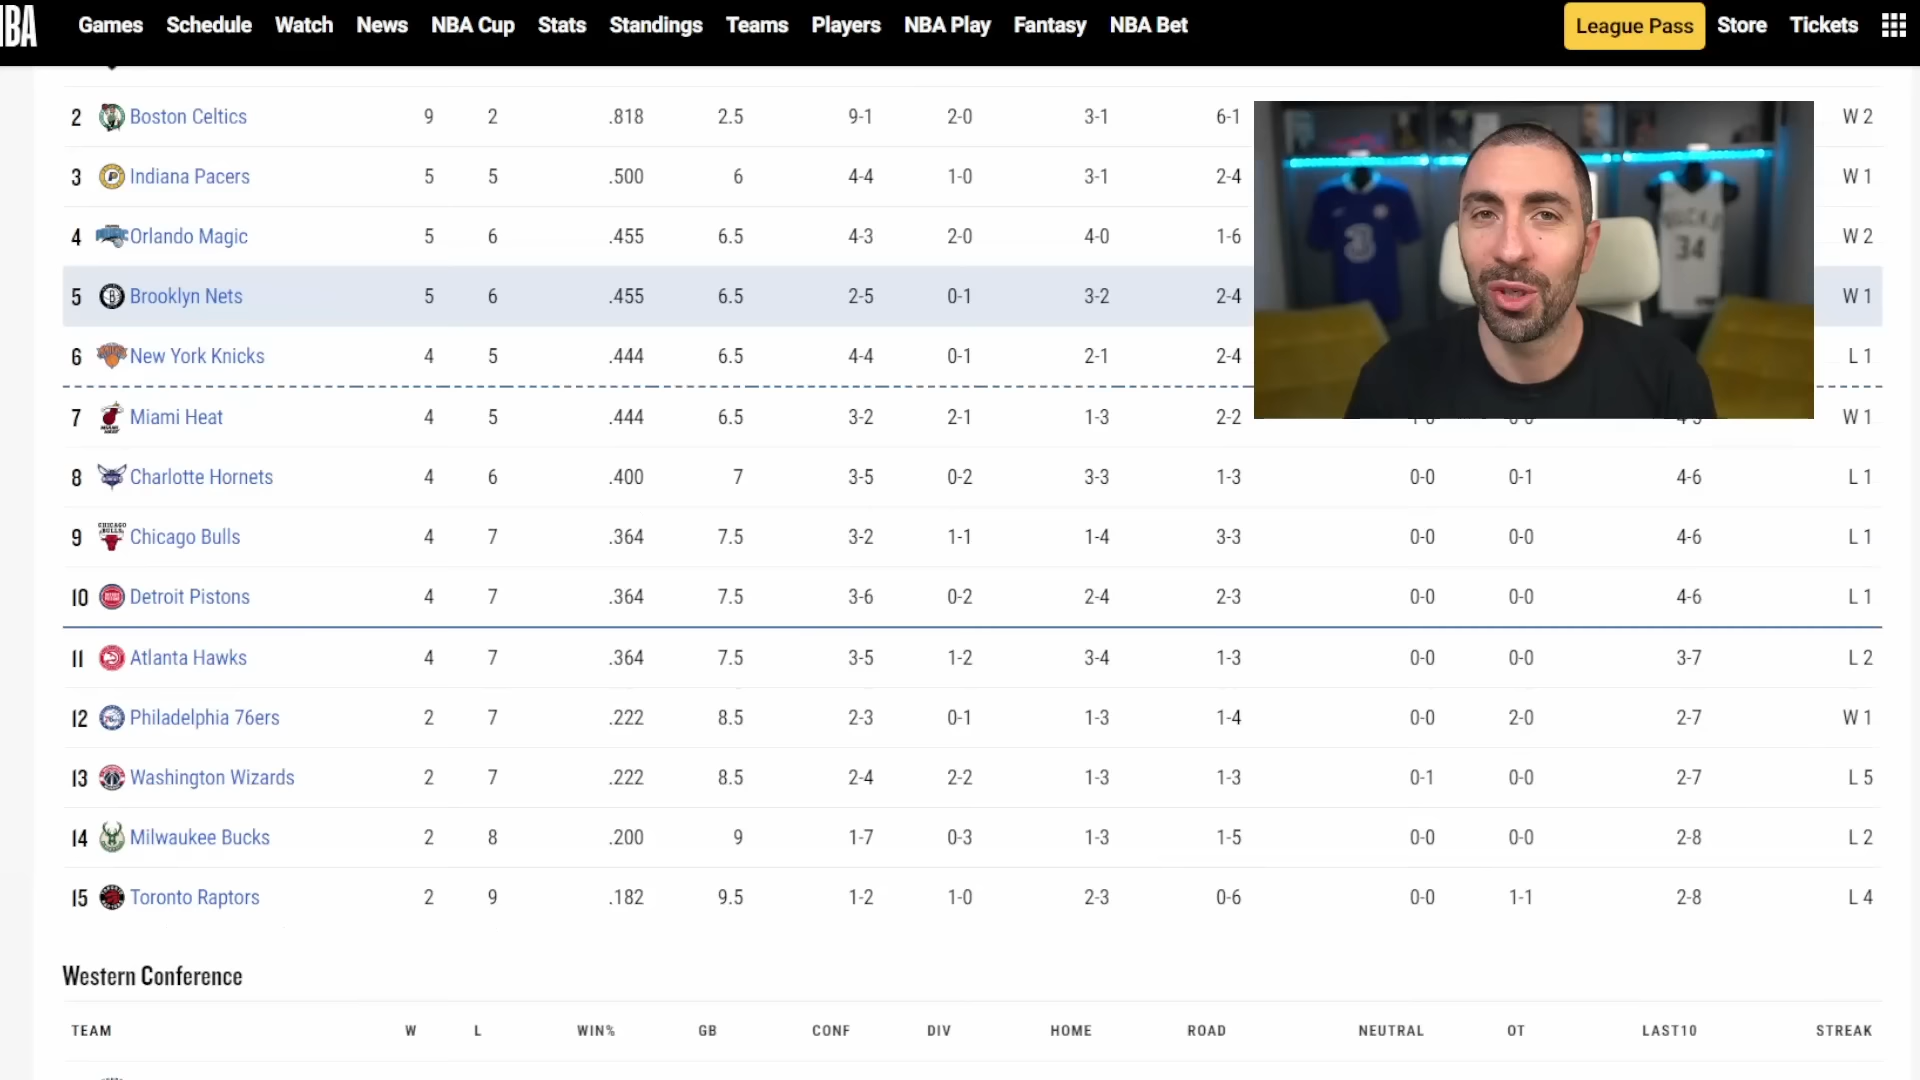 NBA Games Schedule Watch News NBA Cup Stats Standings Teams Players NBA Play Fantasy NBA Bet League Pass Store Tickets
2 Boston Celtics 9 2 .818 2.5 9-1 2-0 3-1 6-1 W 2
3 Indiana Pacers 5 5 .500 6 4-4 1-0 3-1 2-4 W 1
4 Orlando Magic 5 6 .455 6.5 4-3 2-0 4-0 1-6 W 2
5 Brooklyn Nets 5 6 .455 6.5 2-5 0-1 3-2 2-4 W 1
6 New York Knicks 4 5 .444 6.5 4-4 0-1 2-1 2-4 L 1
7 Miami Heat 4 5 .444 6.5 3-2 2-1 1-3 2-2 W 1
8 Charlotte Hornets 4 6 .400 7 3-5 0-2 3-3 1-3 0-0 0-1 4-6 L 1
9 Chicago Bulls 4 7 .364 7.5 3-2 1-1 1-4 3-3 0-0 0-0 4-6 L 1
10 Detroit Pistons 4 7 .364 7.5 3-6 0-2 2-4 2-3 0-0 0-0 4-6 L 1
11 Atlanta Hawks 4 7 .364 7.5 3-5 1-2 3-4 1-3 0-0 0-0 3-7 L 2
12 Philadelphia 76ers 2 7 .222 8.5 2-3 0-1 1-3 1-4 0-0 2-0 2-7 W 1
13 Washington Wizards 2 7 .222 8.5 2-4 2-2 1-3 1-3 0-1 0-0 2-7 L 5
14 Milwaukee Bucks 2 8 .200 9 1-7 0-3 1-3 1-5 0-0 0-0 2-8 L 2
15 Toronto Raptors 2 9 .182 9.5 1-2 1-0 2-3 0-6 0-0 1-1 2-8 L 4
Western Conference
TEAM W L WIN% GB CONF DIV HOME ROAD NEUTRAL OT LAST10 STREAK
3
34